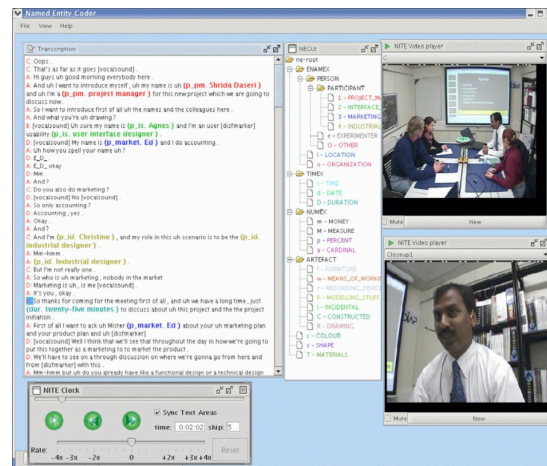 Named Entity Coder
File View Help
Transcription
C: Oops .
C: That's as far as it goes [vocalsound] .
A: Hi guys uh good morning everybody here .
A: And uh I want to introduce myself , uh my name is uh (p_pm. Shrida Daseri )
and uh I'm a (p_pm. project manager ) for this new project which we are going to
discuss now .
A: So I want to introduce first of all uh the names and the colleagues here .
A: And what you're uh drawing ?
B: [vocalsound] Uh sure my name is (p_is. Agnes ) and I'm an user [disfmarker]
usability (p_is. user interface designer ) .
D: [vocalsound] My name is (p_market. Ed ) and I do accounting .
A: Uh how you spell your name uh ?
D: E_D_
A: E_D_ okay .
A: Mm .
A: And ?
C: Do you also do marketing ?
D: [vocalsound] No [vocalsound] .
A: So only accounting ?
D: Accounting , yes .
A: Okay .
A: And ?
C: And I'm (p_id. Christine ) , and my role in this uh scenario is to be the (p_id.
industrial designer ) .
A: Mm-hmm .
A: (p_id. Industrial designer ) .
C: But I'm not really one .
A: So who is uh marketing , nobody in the market
D: Marketing is uh , is me [vocalsound] .
A: It's you , okay .
So thanks for coming for the meeting first of all , and uh we have a long time , just
(dur. twenty-five minutes ) to discuss about uh this project and the the project
initiation .
A: First of all I want to ask uh Mister (p_market. Ed ) about your uh marketing plan
and your product plan and uh [disfmarker]
D: [vocalsound] Well I think that we'll see that throughout the day in how we're going to
put this together as a marketing to to market the product .
D: We'll have to see on a through discussion on where we're gonna go from here and
from [disfmarker] with this .
A: Mm-hmm but uh do you already have like a functional design or a technical design
NEGUI
ne-root
ENAMEX
PERSON
PARTICIPANT
1 - PROJECT_M
2 - INTERFACE_
3 - MARKETING
4 - INDUSTRIAL
e - EXPERIMENTER
O - OTHER
l - LOCATION
o - ORGANIZATION
TIMEX
t - TIME
d - DATE
D - DURATION
NUMEX
m - MONEY
M - MEASURE
p - PERCENT
a - CARDINAL
ARTEFACT
f - FURNITURE
w - MEANS_OF_WORKIN
r - RECORDING_DEVIC
F - MODELLING_STUFF
i - INCIDENTAL
C - CONSTRUCTED
R - DRAWING
c - COLOUR
s - SHAPE
T - MATERIALS
NITE Video player
C
Mute
New
NITE Video player
Closeup1
Mute
New
NITE Clock
Sync Text Areas
time: 0:02:02 skip: 5
Rate:
-4x -3x -2x 0 +2x +3x +4x
Reset